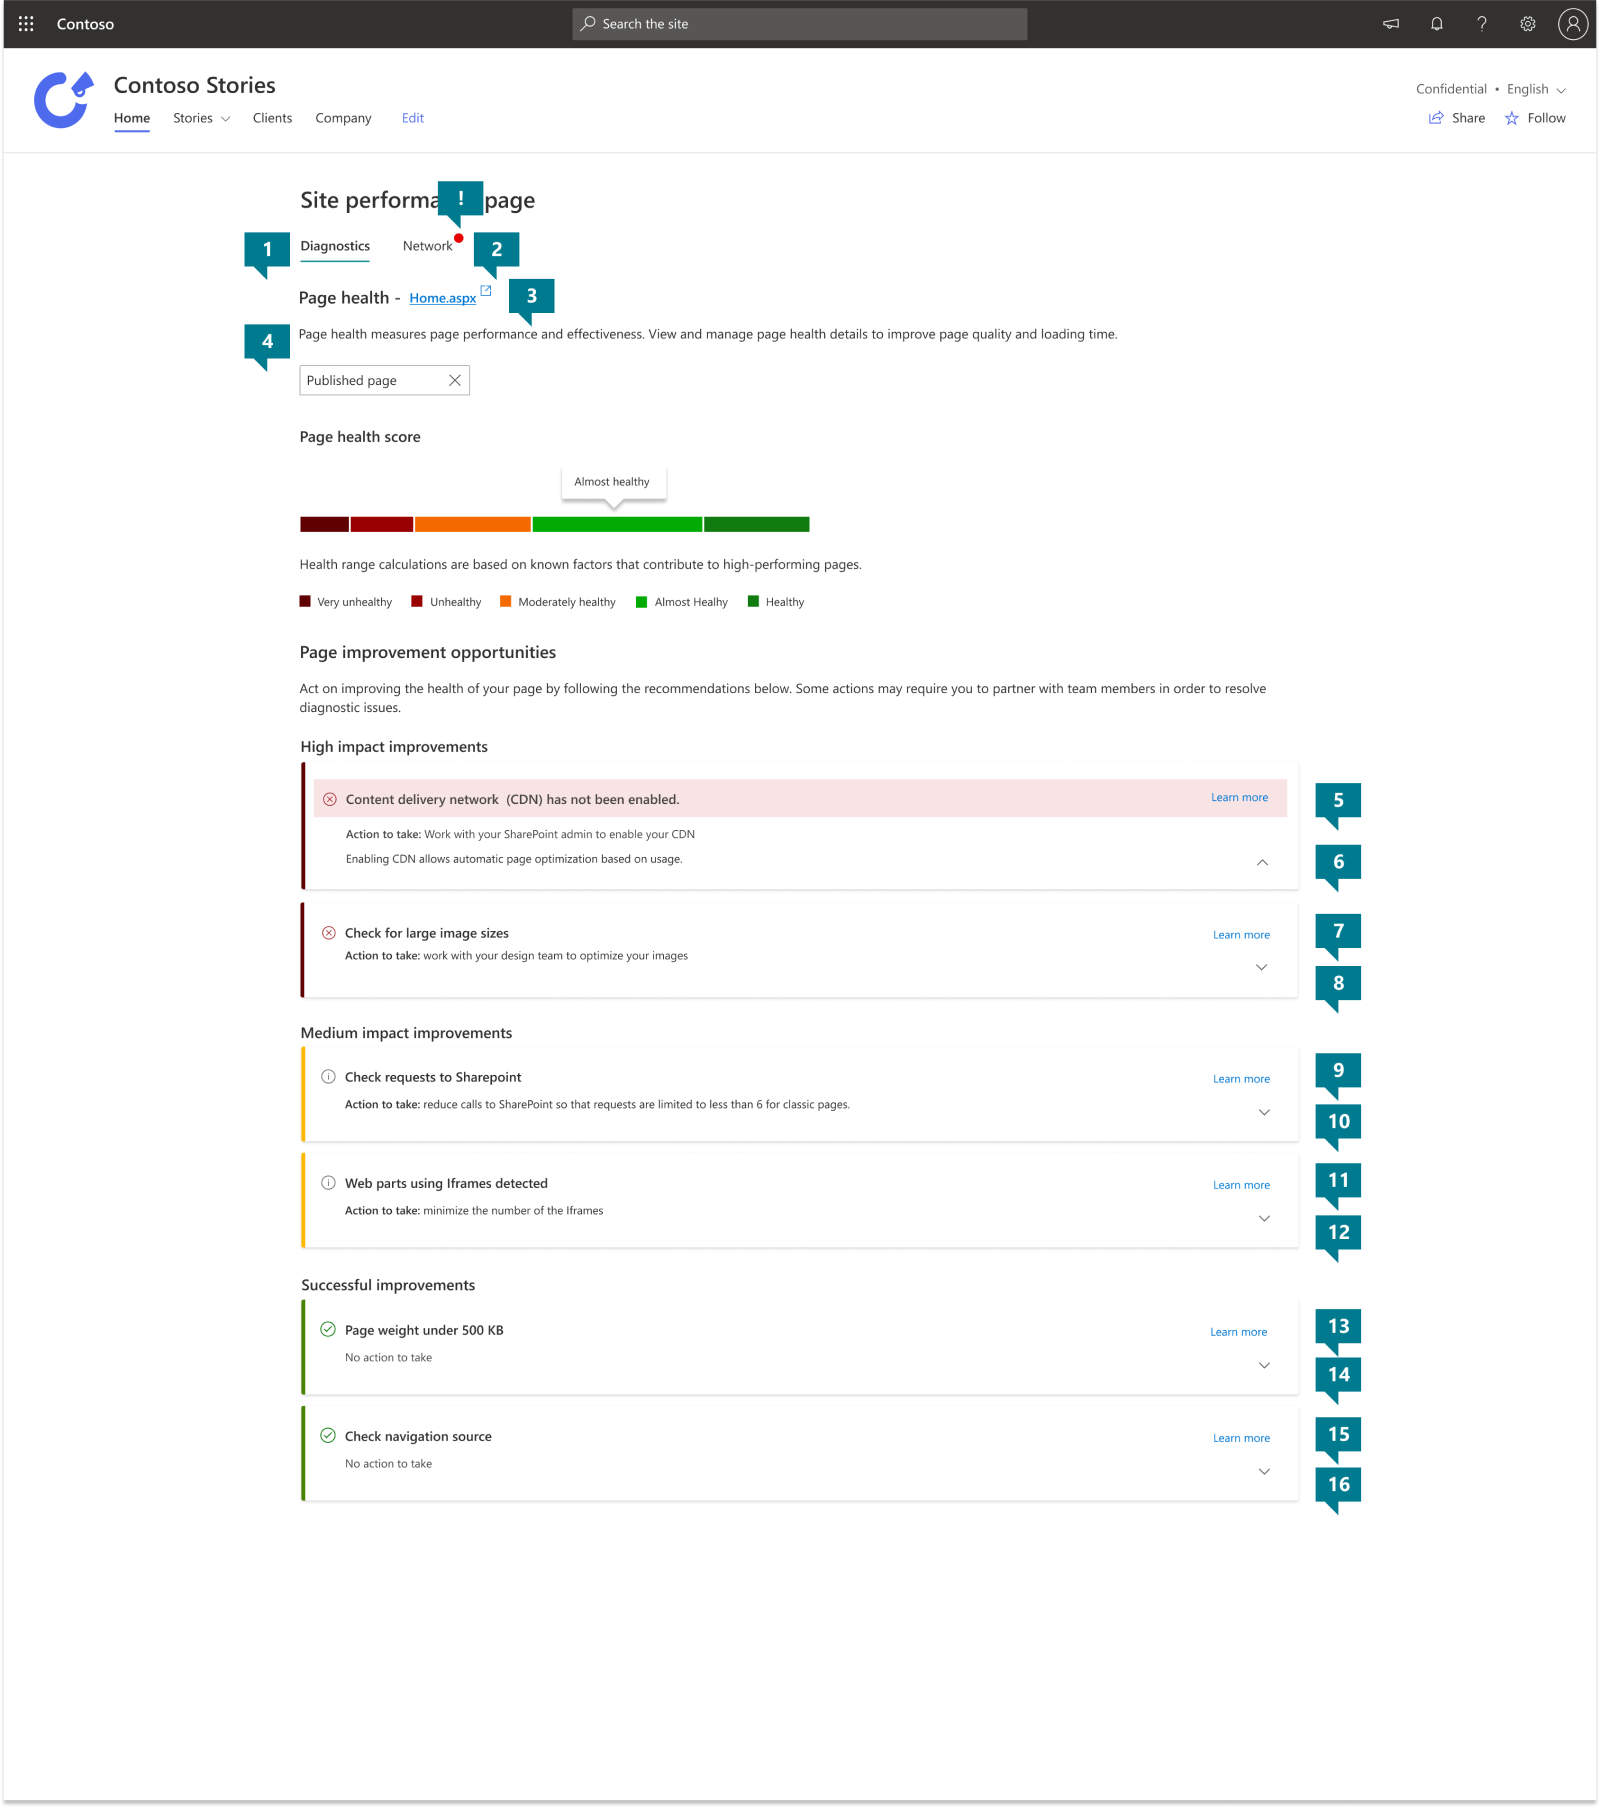 Contoso
Search the site
?
Contoso Stories
Confidential • English
Home Stories Clients Company Edit
Share Follow
Site performa ! page
1 Diagnostics Network 2
Page health - Home.aspx 3
4 Page health measures page performance and effectiveness. View and manage page health details to improve page quality and loading time.
Published page
Page health score
Almost healthy
Health range calculations are based on known factors that contribute to high-performing pages.
Very unhealthy Unhealthy Moderately healthy Almost Healhy Healthy
Page improvement opportunities
Act on improving the health of your page by following the recommendations below. Some actions may require you to partner with team members in order to resolve
diagnostic issues.
High impact improvements
Content delivery network (CDN) has not been enabled. Learn more 5
Action to take: Work with your SharePoint admin to enable your CDN
Enabling CDN allows automatic page optimization based on usage. 6
Check for large image sizes Learn more 7
Action to take: work with your design team to optimize your images
8
Medium impact improvements
Check requests to Sharepoint Learn more 9
Action to take: reduce calls to SharePoint so that requests are limited to less than 6 for classic pages.
10
Web parts using Iframes detected Learn more 11
Action to take: minimize the number of the Iframes
12
Successful improvements
Page weight under 500 KB Learn more 13
No action to take
14
Check navigation source Learn more 15
No action to take
16